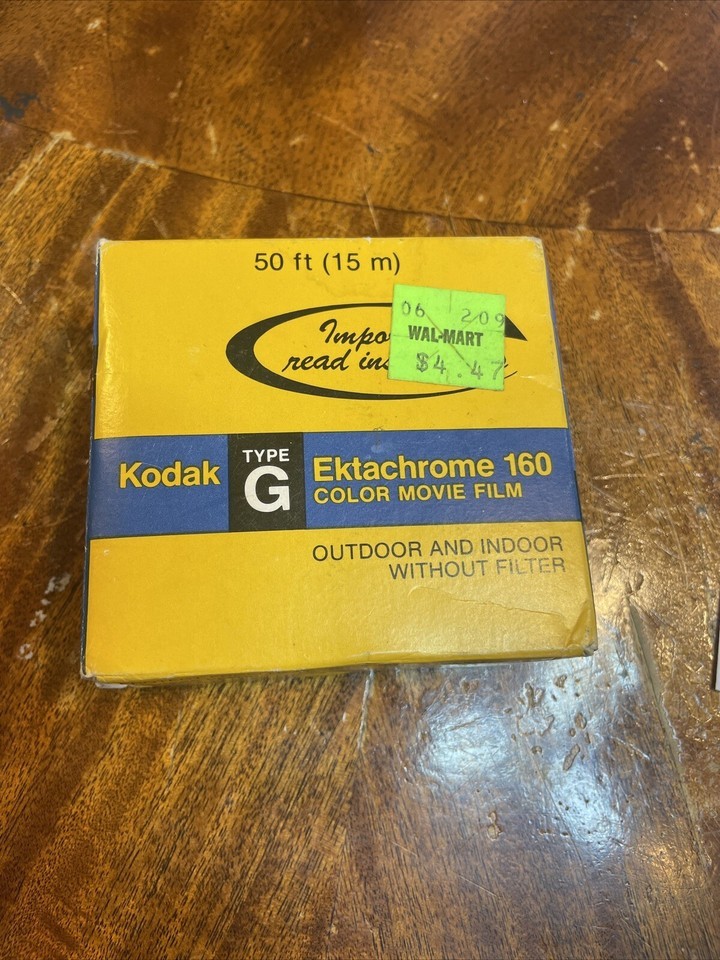 50 ft (15 m)
06 209
WAL-MART
$4.47
read
Kodak
TYPE
G
Ektachrome 160
COLOR MOVIE FILM
OUTDOOR AND INDOOR
WITHOUT FILTER